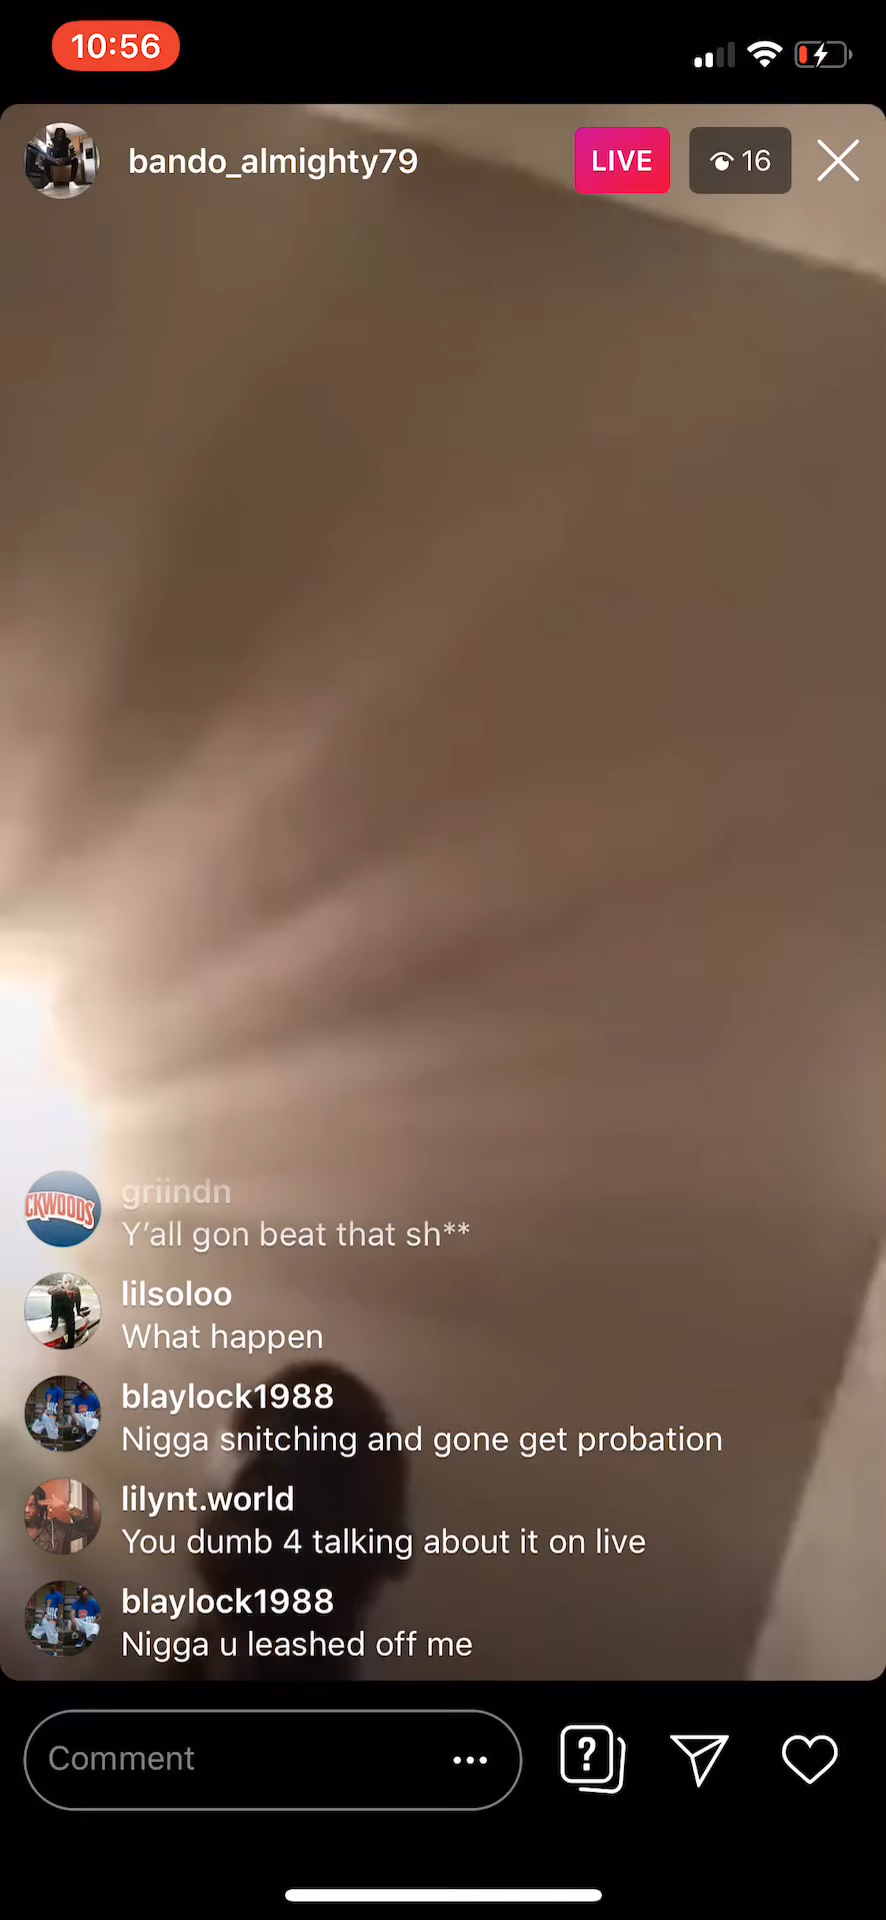 10:56
bando_almighty79
LIVE
16
griindn
Y'all gon beat that sh**
lilsoloo
What happen
blaylock1988
Nigga snitching and gone get probation
lilynt.world
You dumb 4 talking about it on live
blaylock1988
Nigga u leashed off me
CKWOODS
Comment
?